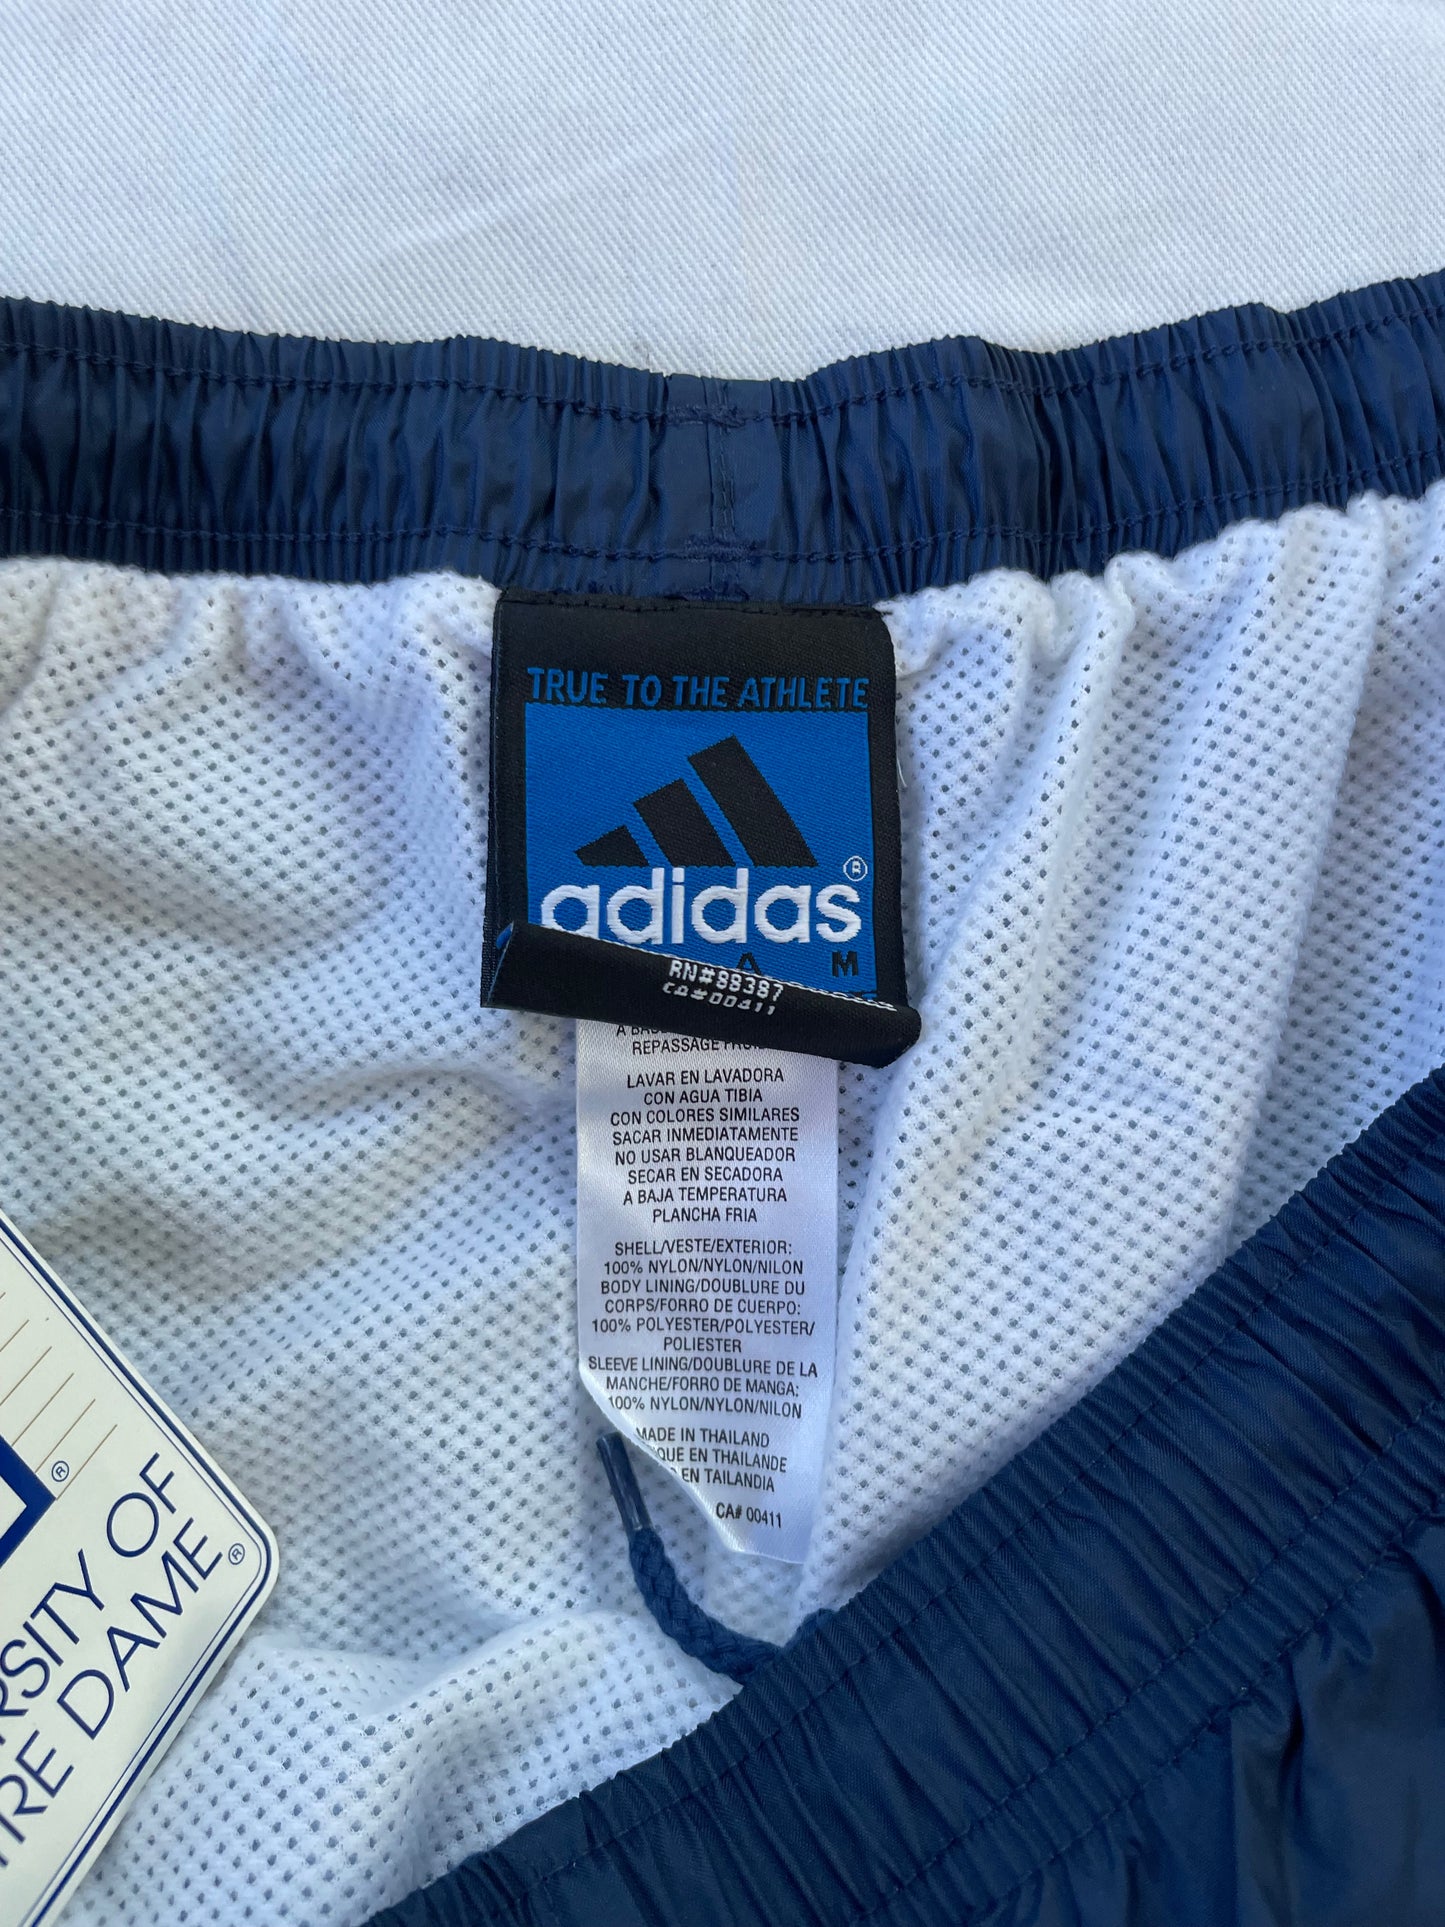 TRUE TO THE ATHLETE
adidas®
A M
RN#88387
CA#00411
REPASSAGE
LAVAR EN LAVADORA
CON AGUA TIBIA
CON COLORES SIMILARES
SACAR INMEDIATAMENTE
NO USAR BLANQUEADOR
SECAR EN SECADORA
A BAJA TEMPERATURA
PLANCHA FRIA
SHELL/VESTE/EXTERIOR:
100% NYLON/NYLON/NILON
BODY LINING/DOUBLURE DU
CORPS/FORRO DE CUERPO:
100% POLYESTER/POLYESTER/
POLIESTER
SLEEVE LINING/DOUBLURE DE LA
MANCHE/FORRO DE MANGA:
100% NYLON/NYLON/NILON
MADE IN THAILAND
QUE EN THAILANDE
EN TAILANDIA
CA# 00411
®
RSITY OF
RE DAME®